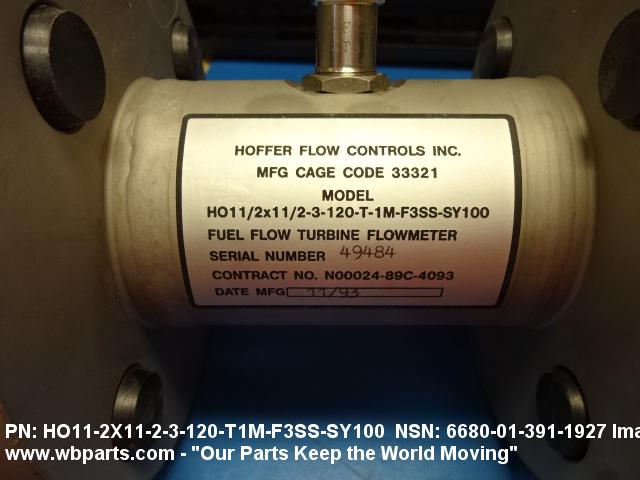 HOFFER FLOW CONTROLS INC.
MFG CAGE CODE 33321
MODEL
HO11/2x11/2-3-120-T-1M-F3SS-SY100
FUEL FLOW TURBINE FLOWMETER
SERIAL NUMBER 49484
CONTRACT NO. N00024-89C-4093
DATE MFG 11/93
PN: HO11-2X11-2-3-120-T1M-F3SS-SY100 NSN: 6680-01-391-1927 Ima
www.wbparts.com - "Our Parts Keep the World Moving"